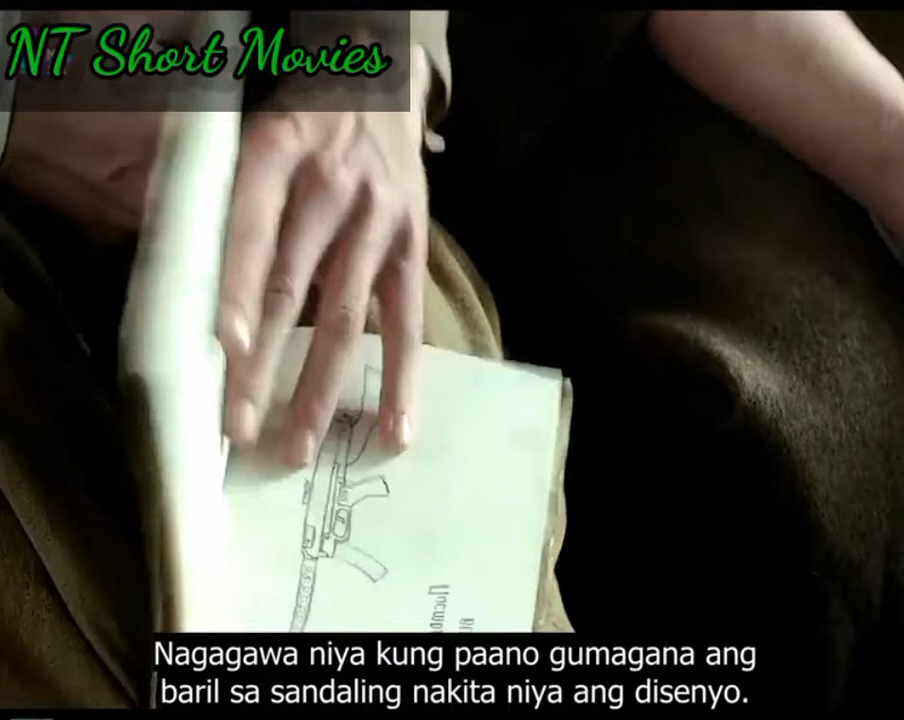 NT Short Movies
Nagagawa niya kung paano gumagana ang
baril sa sandaling nakita niya ang disenyo.